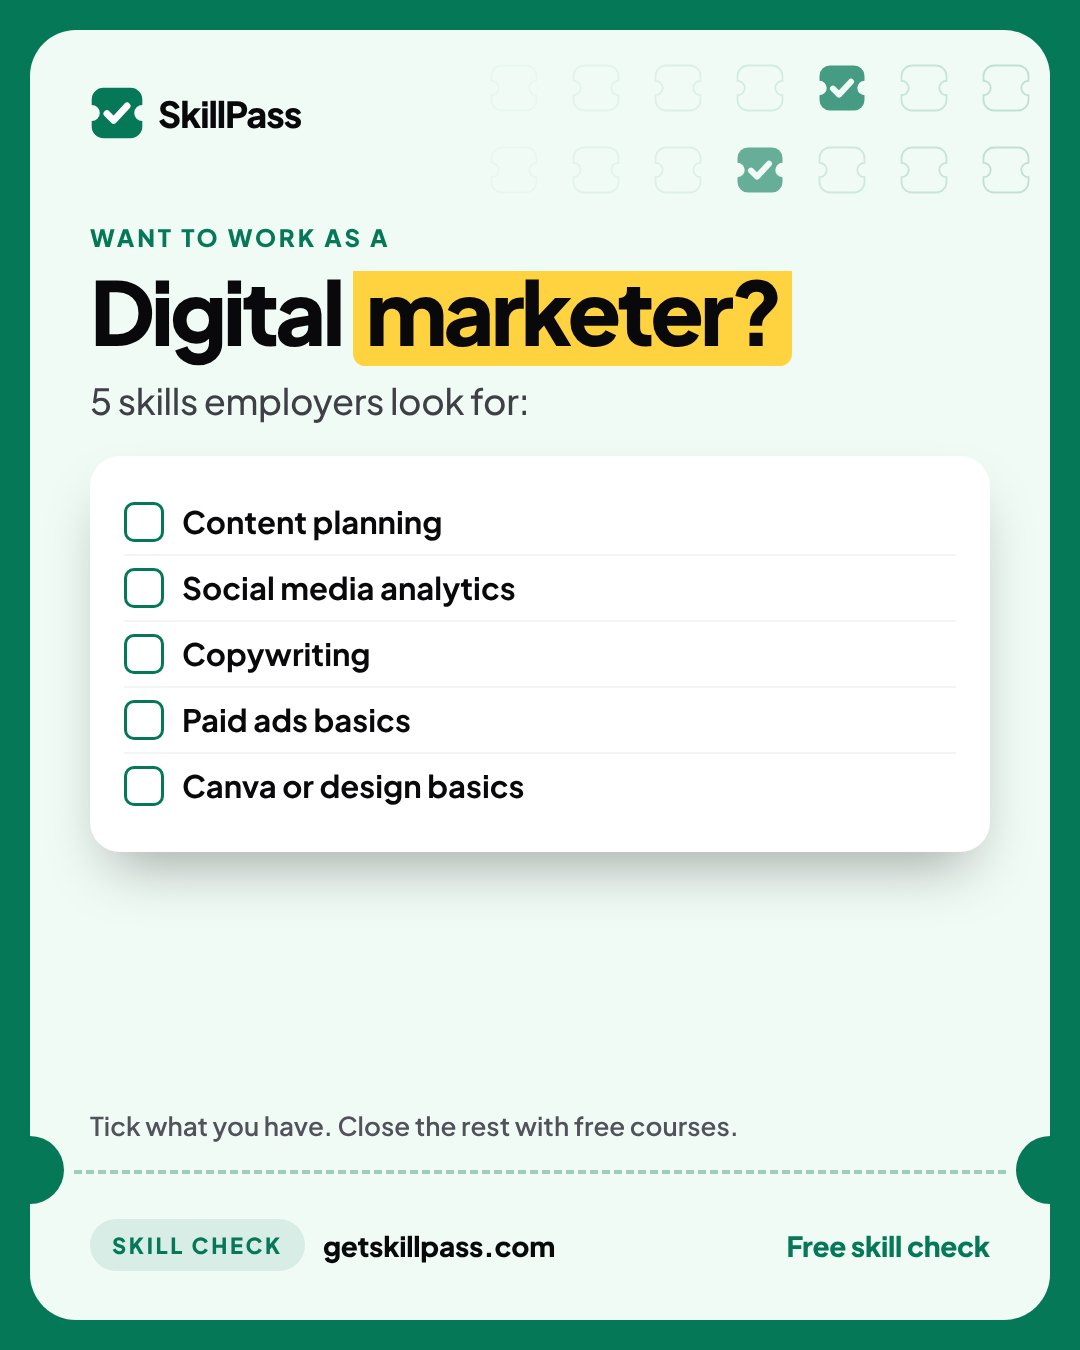 SkillPass
WANT TO WORK AS A
Digital marketer?
5 skills employers look for:
Content planning
Social media analytics
Copywriting
Paid ads basics
Canva or design basics
Tick what you have. Close the rest with free courses.
SKILL CHECK getskillpass.com Free skill check